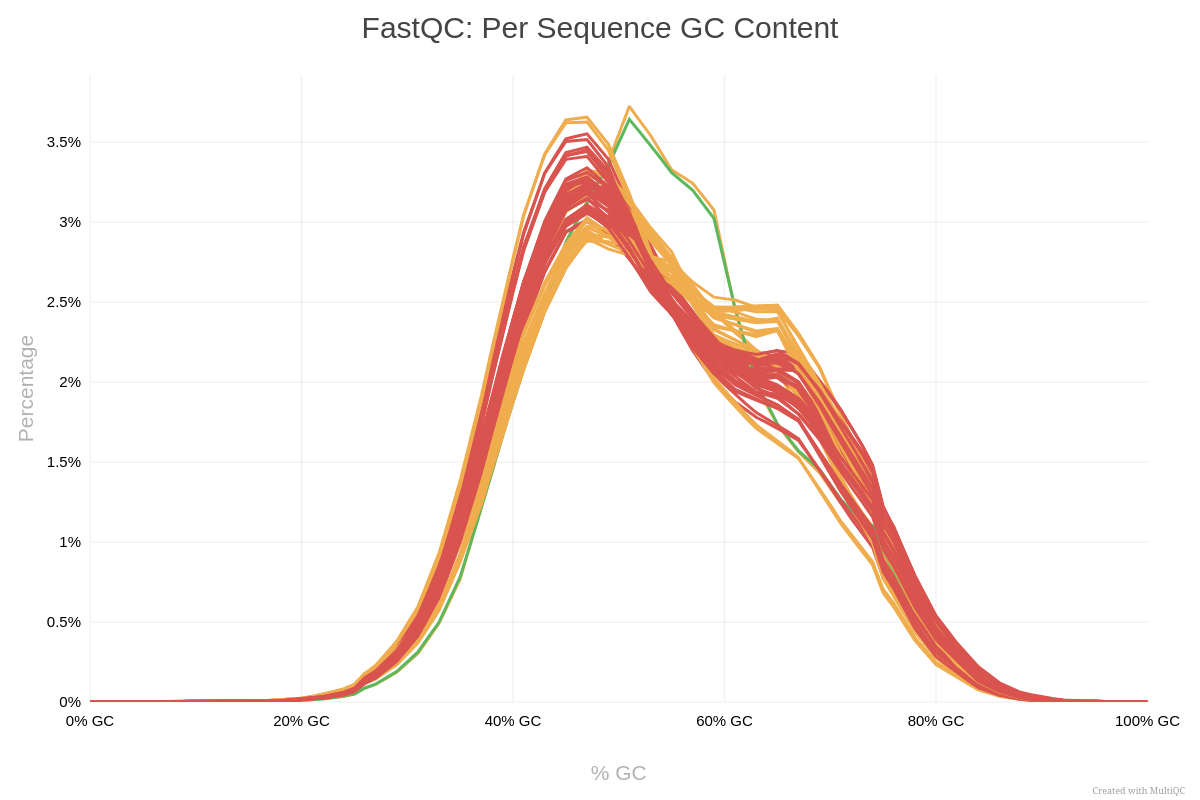 FastQC: Per Sequence GC Content
Percentage
3.5%
3%
2.5%
2%
1.5%
1%
0.5%
0%
0% GC 20% GC 40% GC 60% GC 80% GC 100% GC
% GC
Created with MultiQC